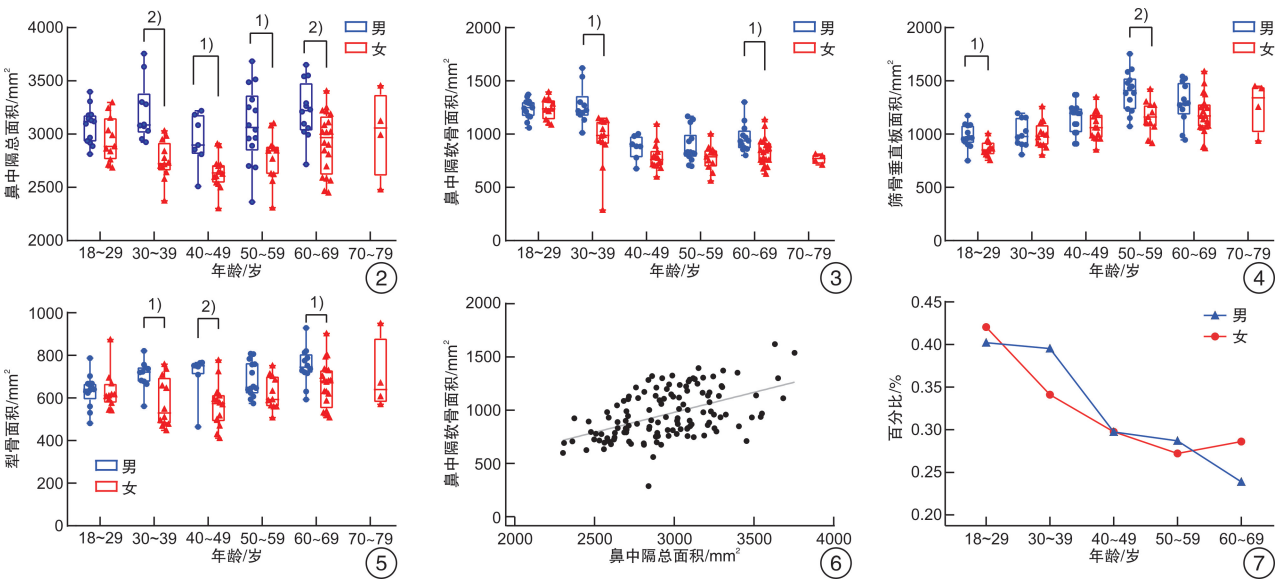 鼻中隔总面积/mm²
4000
3500
3000
2500
2000
2)
1)
1)
2)
男
女
18~29 30~39 40~49 50~59 60~69 70~79
年龄/岁
②
鼻中隔软骨面积/mm²
2000
1500
1000
500
0
1)
1)
男
女
18~29 30~39 40~49 50~59 60~69 70~79
年龄/岁
③
筛骨垂直板面积/mm²
2000
1500
1000
500
0
1)
2)
男
女
18~29 30~39 40~49 50~59 60~69 70~79
年龄/岁
④
犁骨面积/mm²
1000
800
600
400
200
0
1)
2)
1)
男
女
18~29 30~39 40~49 50~59 60~69 70~79
年龄/岁
⑤
鼻中隔软骨面积/mm²
2000
1500
1000
500
0
2000 2500 3000 3500 4000
鼻中隔总面积/mm²
⑥
百分比/%
0.45
0.40
0.35
0.30
0.25
0.20
男
女
18~29 30~39 40~49 50~59 60~69
年龄/岁
⑦